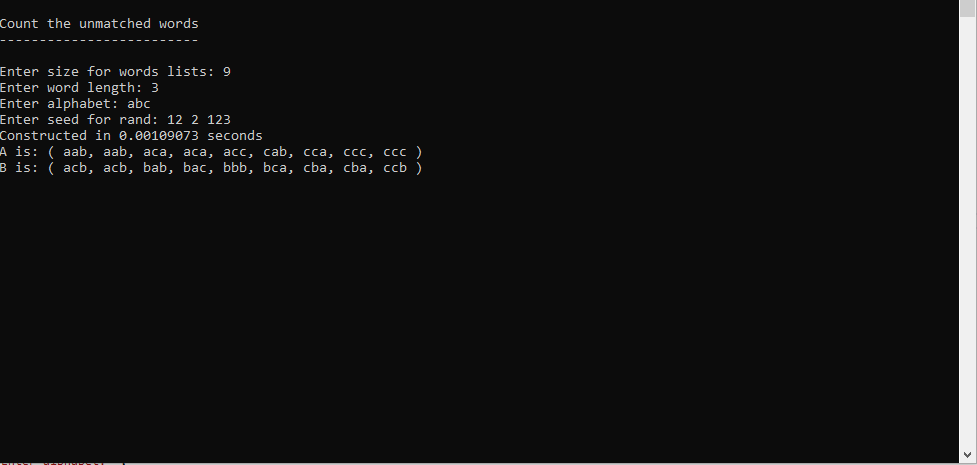 Count the unmatched words
-------------------------
Enter size for words lists: 9
Enter word length: 3
Enter alphabet: abc
Enter seed for rand: 12 2 123
Constructed in 0.00109073 seconds
A is: ( aab, aab, aca, aca, acc, cab, cca, ccc, ccc )
B is: ( acb, acb, bab, bac, bbb, bca, cba, cba, ccb )